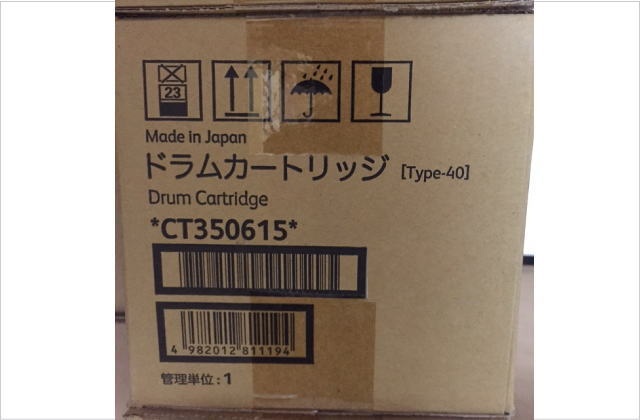 23
Made in Japan
ドラムカートリッジ [Type-40]
Drum Cartridge
*CT350615*
4 982012 811194
管理単位:1